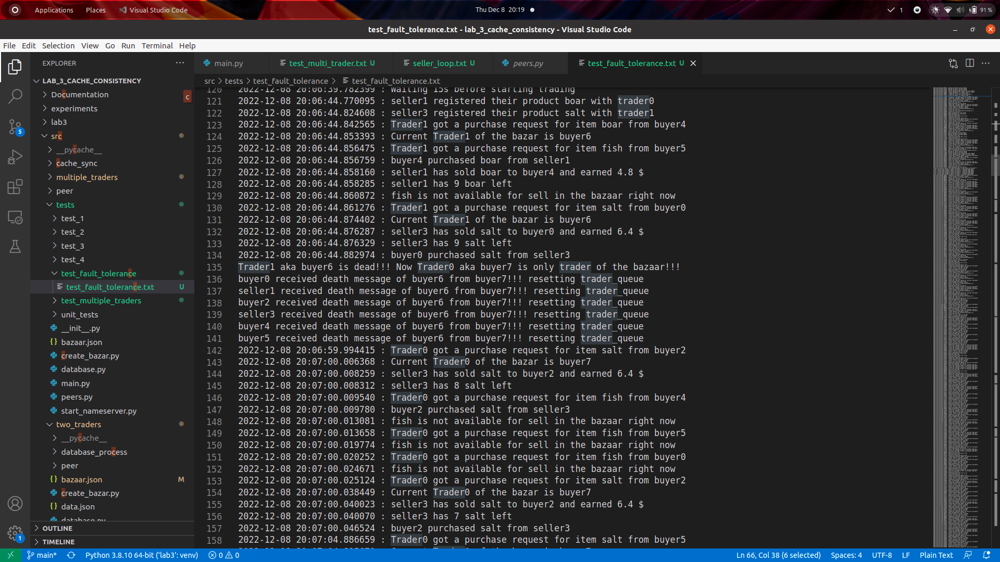 Applications Places Visual Studio Code Thu Dec 8 20:19 1 91%
test_fault_tolerance.txt - lab_3_cache_consistency - Visual Studio Code
File Edit Selection View Go Run Terminal Help
EXPLORER
LAB_3_CACHE_CONSISTENCY
Documentation
c
experiments
lab3
src
__pycache__
cache_sync
multiple_traders
peer
tests
test_1
test_2
test_3
test_4
test_fault_tolerance
test_fault_tolerance.txt U
test_multiple_traders
unit_tests
__init__.py
bazaar.json
create_bazar.py
database.py
main.py
peers.py
start_nameserver.py
two_traders
__pycache__
database_process
peer
bazaar.json M
create_bazar.py
data.json
database.py
OUTLINE
TIMELINE
5
1
main.py test_multi_trader.txt U seller_loop.txt U peers.py test_fault_tolerance.txt U
src > tests > test_fault_tolerance > test_fault_tolerance.txt
120 2022-12-08 20:06:39.782399 : Waiting 15s before starting trading
121 2022-12-08 20:06:44.770095 : seller1 registered their product boar with trader0
122 2022-12-08 20:06:44.824608 : seller3 registered their product salt with trader1
123 2022-12-08 20:06:44.842565 : Trader1 got a purchase request for item boar from buyer4
124 2022-12-08 20:06:44.853393 : Current Trader1 of the bazar is buyer6
125 2022-12-08 20:06:44.856475 : Trader1 got a purchase request for item fish from buyer5
126 2022-12-08 20:06:44.856759 : buyer4 purchased boar from seller1
127 2022-12-08 20:06:44.858160 : seller1 has sold boar to buyer4 and earned 4.8 $
128 2022-12-08 20:06:44.858285 : seller1 has 9 boar left
129 2022-12-08 20:06:44.860872 : fish is not available for sell in the bazaar right now
130 2022-12-08 20:06:44.861276 : Trader1 got a purchase request for item salt from buyer0
131 2022-12-08 20:06:44.874402 : Current Trader1 of the bazar is buyer6
132 2022-12-08 20:06:44.876287 : seller3 has sold salt to buyer0 and earned 6.4 $
133 2022-12-08 20:06:44.876329 : seller3 has 9 salt left
134 2022-12-08 20:06:44.882974 : buyer0 purchased salt from seller3
135 Trader1 aka buyer6 is dead!!! Now Trader0 aka buyer7 is only trader of the bazaar!!!
136 buyer0 received death message of buyer6 from buyer7!!! resetting trader_queue
137 seller1 received death message of buyer6 from buyer7!!! resetting trader_queue
138 buyer2 received death message of buyer6 from buyer7!!! resetting trader_queue
139 seller3 received death message of buyer6 from buyer7!!! resetting trader_queue
140 buyer4 received death message of buyer6 from buyer7!!! resetting trader_queue
141 buyer5 received death message of buyer6 from buyer7!!! resetting trader_queue
142 2022-12-08 20:06:59.994415 : Trader0 got a purchase request for item salt from buyer2
143 2022-12-08 20:07:00.006368 : Current Trader0 of the bazar is buyer7
144 2022-12-08 20:07:00.008259 : seller3 has sold salt to buyer2 and earned 6.4 $
145 2022-12-08 20:07:00.008312 : seller3 has 8 salt left
146 2022-12-08 20:07:00.009540 : Trader0 got a purchase request for item fish from buyer4
147 2022-12-08 20:07:00.009780 : buyer2 purchased salt from seller3
148 2022-12-08 20:07:00.013081 : fish is not available for sell in the bazaar right now
149 2022-12-08 20:07:00.013658 : Trader0 got a purchase request for item fish from buyer5
150 2022-12-08 20:07:00.019774 : fish is not available for sell in the bazaar right now
151 2022-12-08 20:07:00.020252 : Trader0 got a purchase request for item fish from buyer0
152 2022-12-08 20:07:00.024671 : fish is not available for sell in the bazaar right now
153 2022-12-08 20:07:00.025124 : Trader0 got a purchase request for item salt from buyer2
154 2022-12-08 20:07:00.038449 : Current Trader0 of the bazar is buyer7
155 2022-12-08 20:07:00.040023 : seller3 has sold salt to buyer2 and earned 6.4 $
156 2022-12-08 20:07:00.040070 : seller3 has 7 salt left
157 2022-12-08 20:07:00.046524 : buyer2 purchased salt from seller3
158 2022-12-08 20:07:04.886659 : Trader0 got a purchase request for item salt from buyer5
main* Python 3.8.10 64-bit ('lab3': venv) 0 0 Ln 66, Col 38 (6 selected) Spaces: 4 UTF-8 LF Plain Text